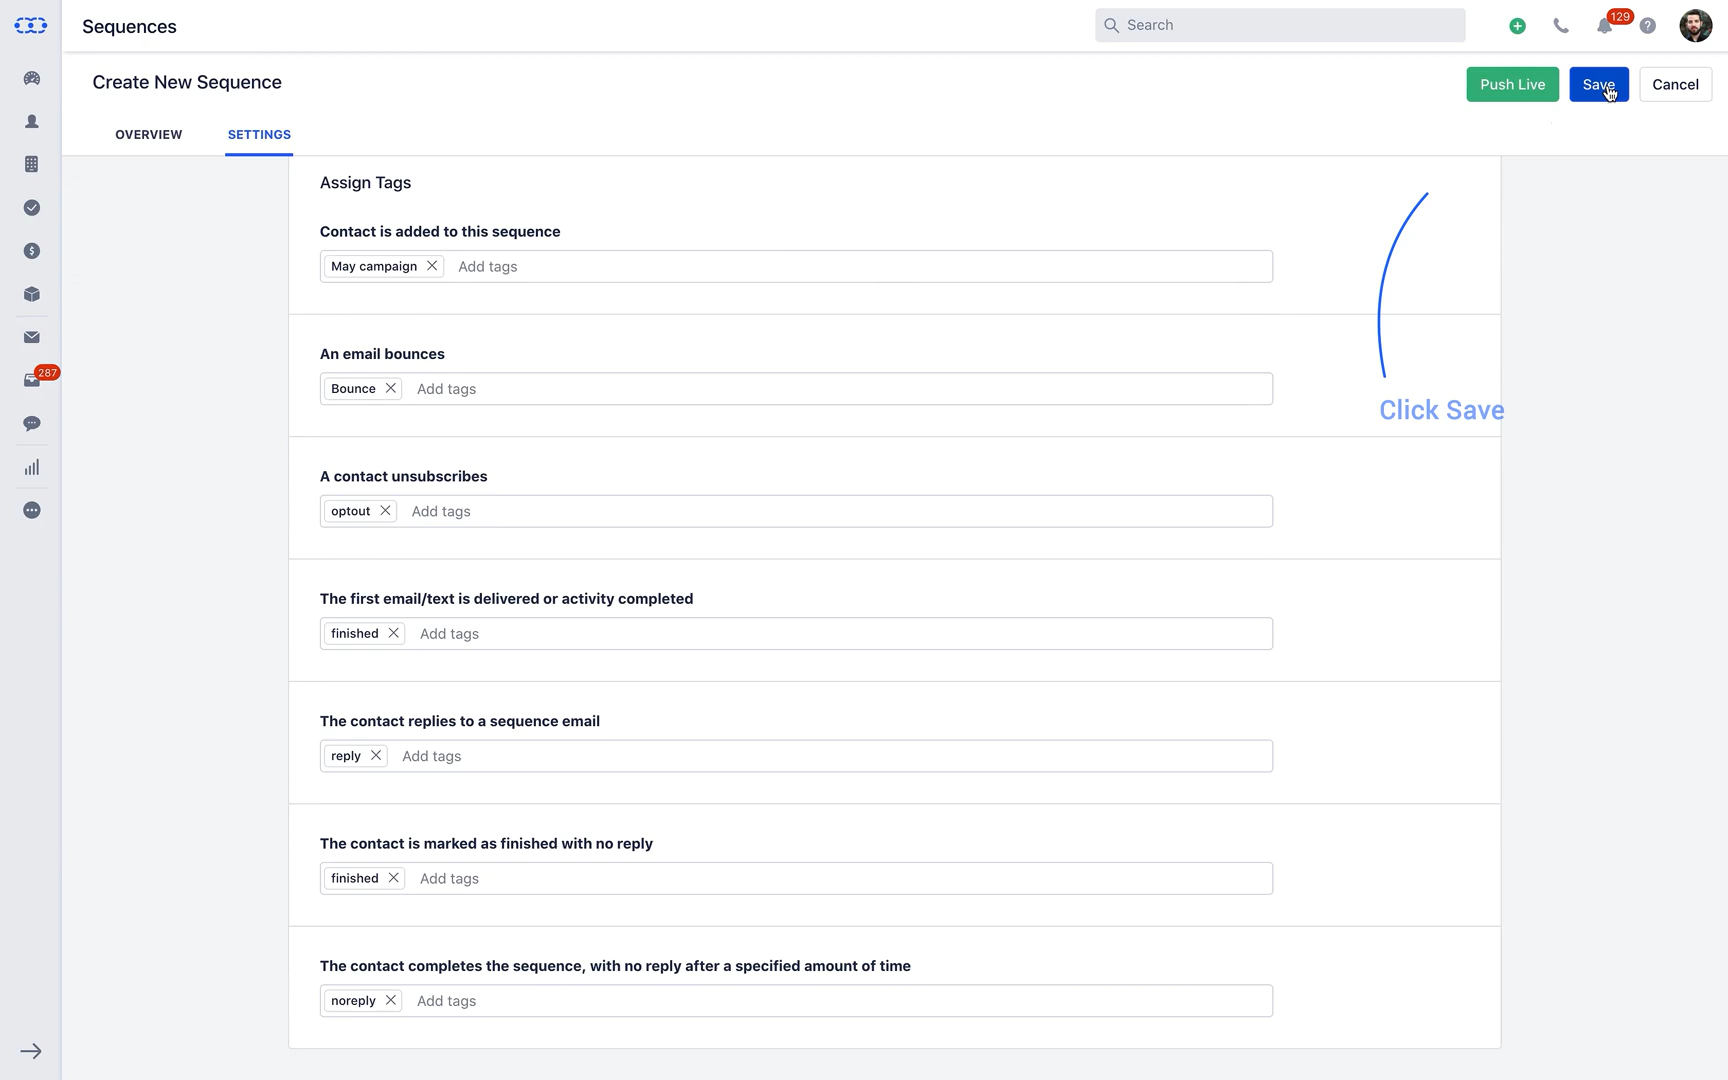 Sequences
Search
129
Create New Sequence
Push Live
Save
Cancel
OVERVIEW
SETTINGS
Assign Tags
Contact is added to this sequence
May campaign Add tags
An email bounces
Bounce Add tags
287
Click Save
A contact unsubscribes
optout Add tags
The first email/text is delivered or activity completed
finished Add tags
The contact replies to a sequence email
reply Add tags
The contact is marked as finished with no reply
finished Add tags
The contact completes the sequence, with no reply after a specified amount of time
noreply Add tags